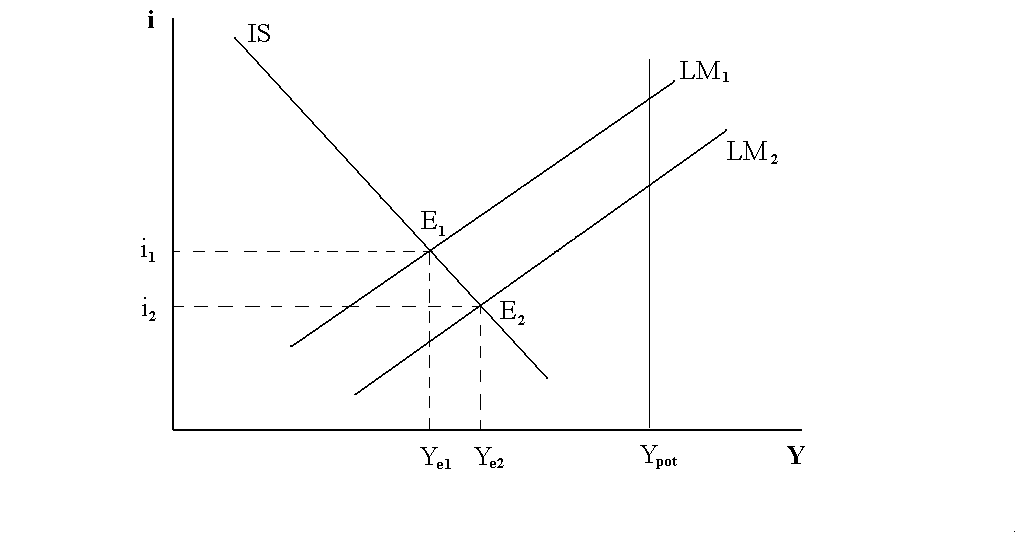 i
IS
LM₁
LM₂
E₁
i₁
i₂
E₂
Yₑ₁ Yₑ₂ Yₚₒₜ Y